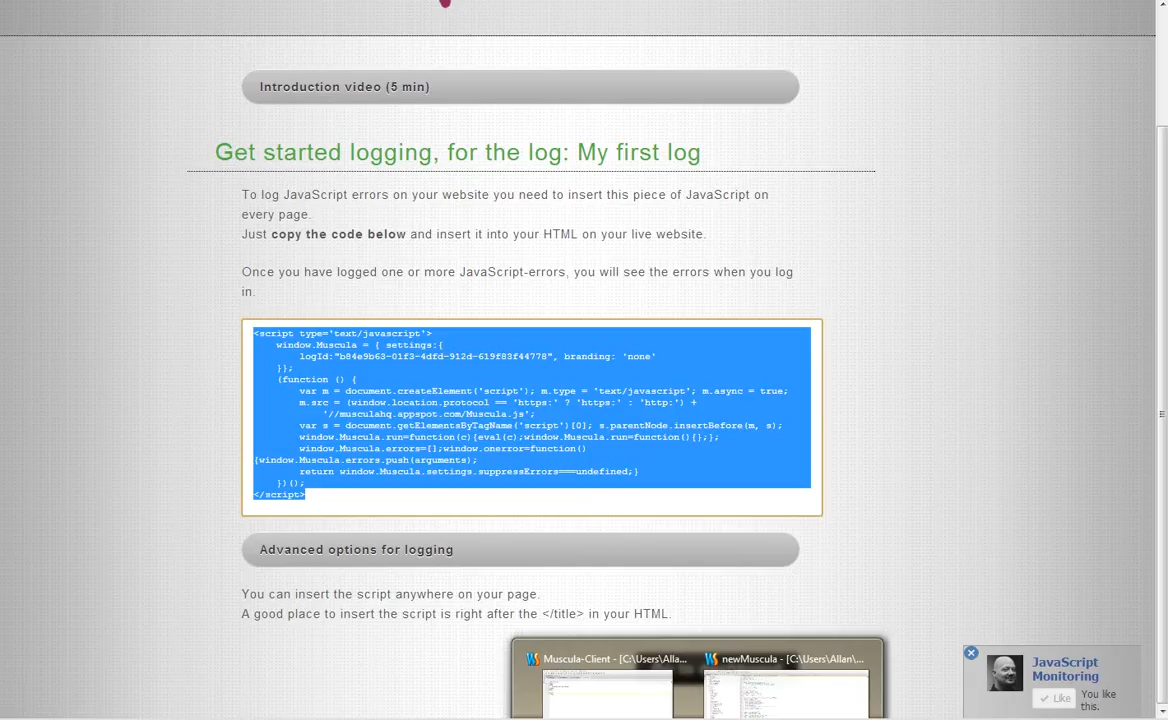 Introduction video (5 min)
Get started logging, for the log: My first log
To log JavaScript errors on your website you need to insert this piece of JavaScript on
every page.
Just copy the code below and insert it into your HTML on your live website.
Once you have logged one or more JavaScript-errors, you will see the errors when you log
in.
<script type='text/javascript'>
window.Muscula = { settings:{
logId:"b84e9b63-01f3-4dfd-912d-619f83f44778", branding: 'none'
}};
(function () {
var m = document.createElement('script'); m.type = 'text/javascript'; m.async = true;
m.src = (window.location.protocol == 'https:' ? 'https:' : 'http:') +
'//musculahq.appspot.com/Muscula.js';
var s = document.getElementsByTagName('script')[0]; s.parentNode.insertBefore(m, s);
window.Muscula.run=function(c){eval(c);window.Muscula.run=function(){};};
window.Muscula.errors=[];window.onerror=function()
{window.Muscula.errors.push(arguments);
return window.Muscula.settings.suppressErrors===undefined;}
})();
</script>
Advanced options for logging
You can insert the script anywhere on your page.
A good place to insert the script is right after the </title> in your HTML.
Muscula-Client - [C:\Users\Alla...
newMuscula - [C:\Users\Allan\...
JavaScript
Monitoring
Like
You like
this.